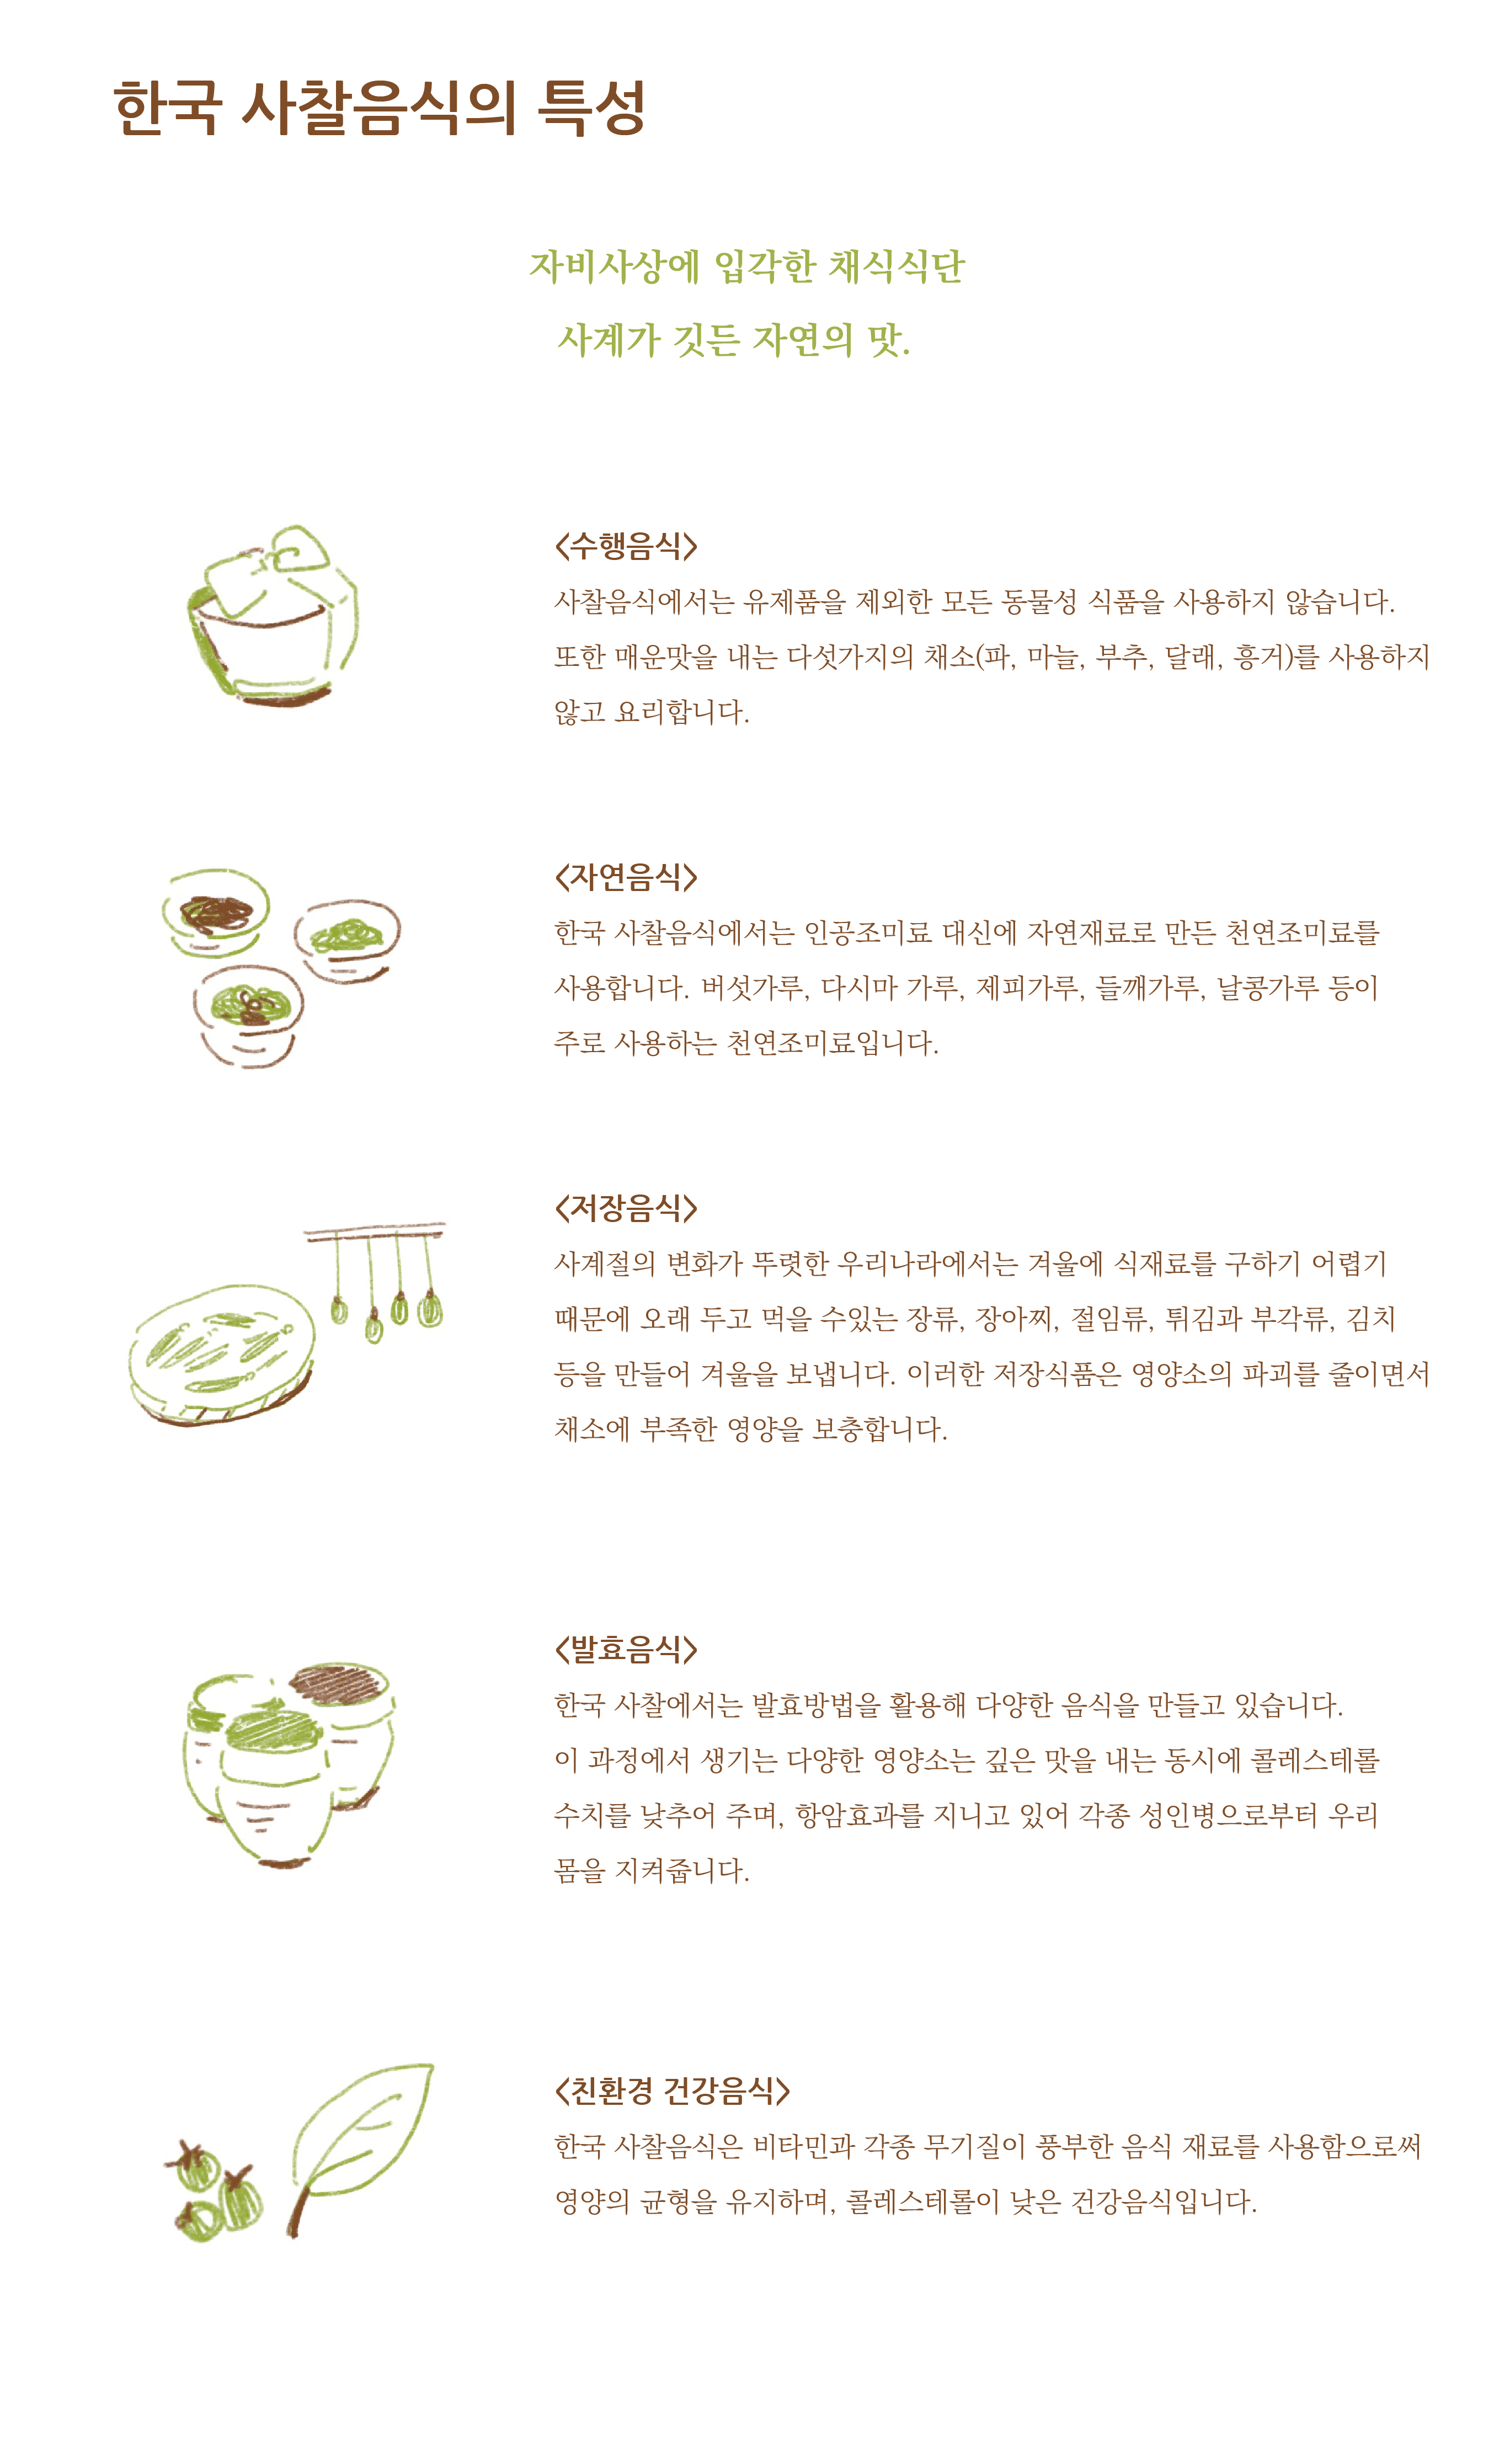 한국 사찰음식의 특성
자비사상에 입각한 채식식단
사계가 깃든 자연의 맛.
<수행음식>
사찰음식에서는 유제품을 제외한 모든 동물성 식품을 사용하지 않습니다.
또한 매운맛을 내는 다섯가지의 채소(파, 마늘, 부추, 달래, 흥거)를 사용하지
않고 요리합니다.
<자연음식>
한국 사찰음식에서는 인공조미료 대신에 자연재료로 만든 천연조미료를
사용합니다. 버섯가루, 다시마 가루, 제피가루, 들깨가루, 날콩가루 등이
주로 사용하는 천연조미료입니다.
<저장음식>
사계절의 변화가 뚜렷한 우리나라에서는 겨울에 식재료를 구하기 어렵기
때문에 오래 두고 먹을 수있는 장류, 장아찌, 절임류, 튀김과 부각류, 김치
등을 만들어 겨울을 보냅니다. 이러한 저장식품은 영양소의 파괴를 줄이면서
채소에 부족한 영양을 보충합니다.
<발효음식>
한국 사찰에서는 발효방법을 활용해 다양한 음식을 만들고 있습니다.
이 과정에서 생기는 다양한 영양소는 깊은 맛을 내는 동시에 콜레스테롤
수치를 낮추어 주며, 항암효과를 지니고 있어 각종 성인병으로부터 우리
몸을 지켜줍니다.
<친환경 건강음식>
한국 사찰음식은 비타민과 각종 무기질이 풍부한 음식 재료를 사용함으로써
영양의 균형을 유지하며, 콜레스테롤이 낮은 건강음식입니다.